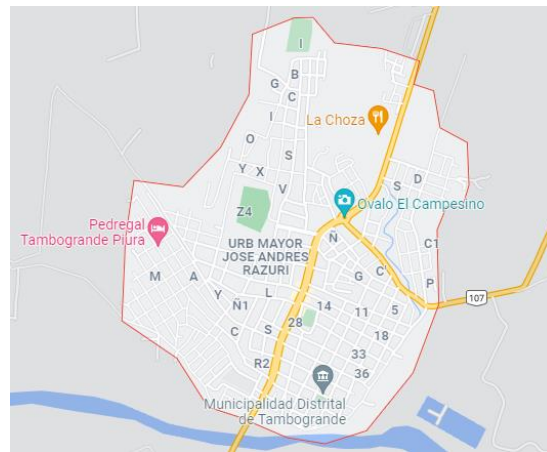 I
B
G
C
I
La Choza
O
S
Y
X
D
V
S
Z4
Ovalo El Campesino
Pedregal
Tambogrande Piura
URB MAYOR
JOSE ANDRES
RAZURI
Ñ
C1
M
A
G
C
P
Y
L
107
Ñ1
14
11
5
28
C
S
18
33
R2
36
Municipalidad Distrital
de Tambogrande